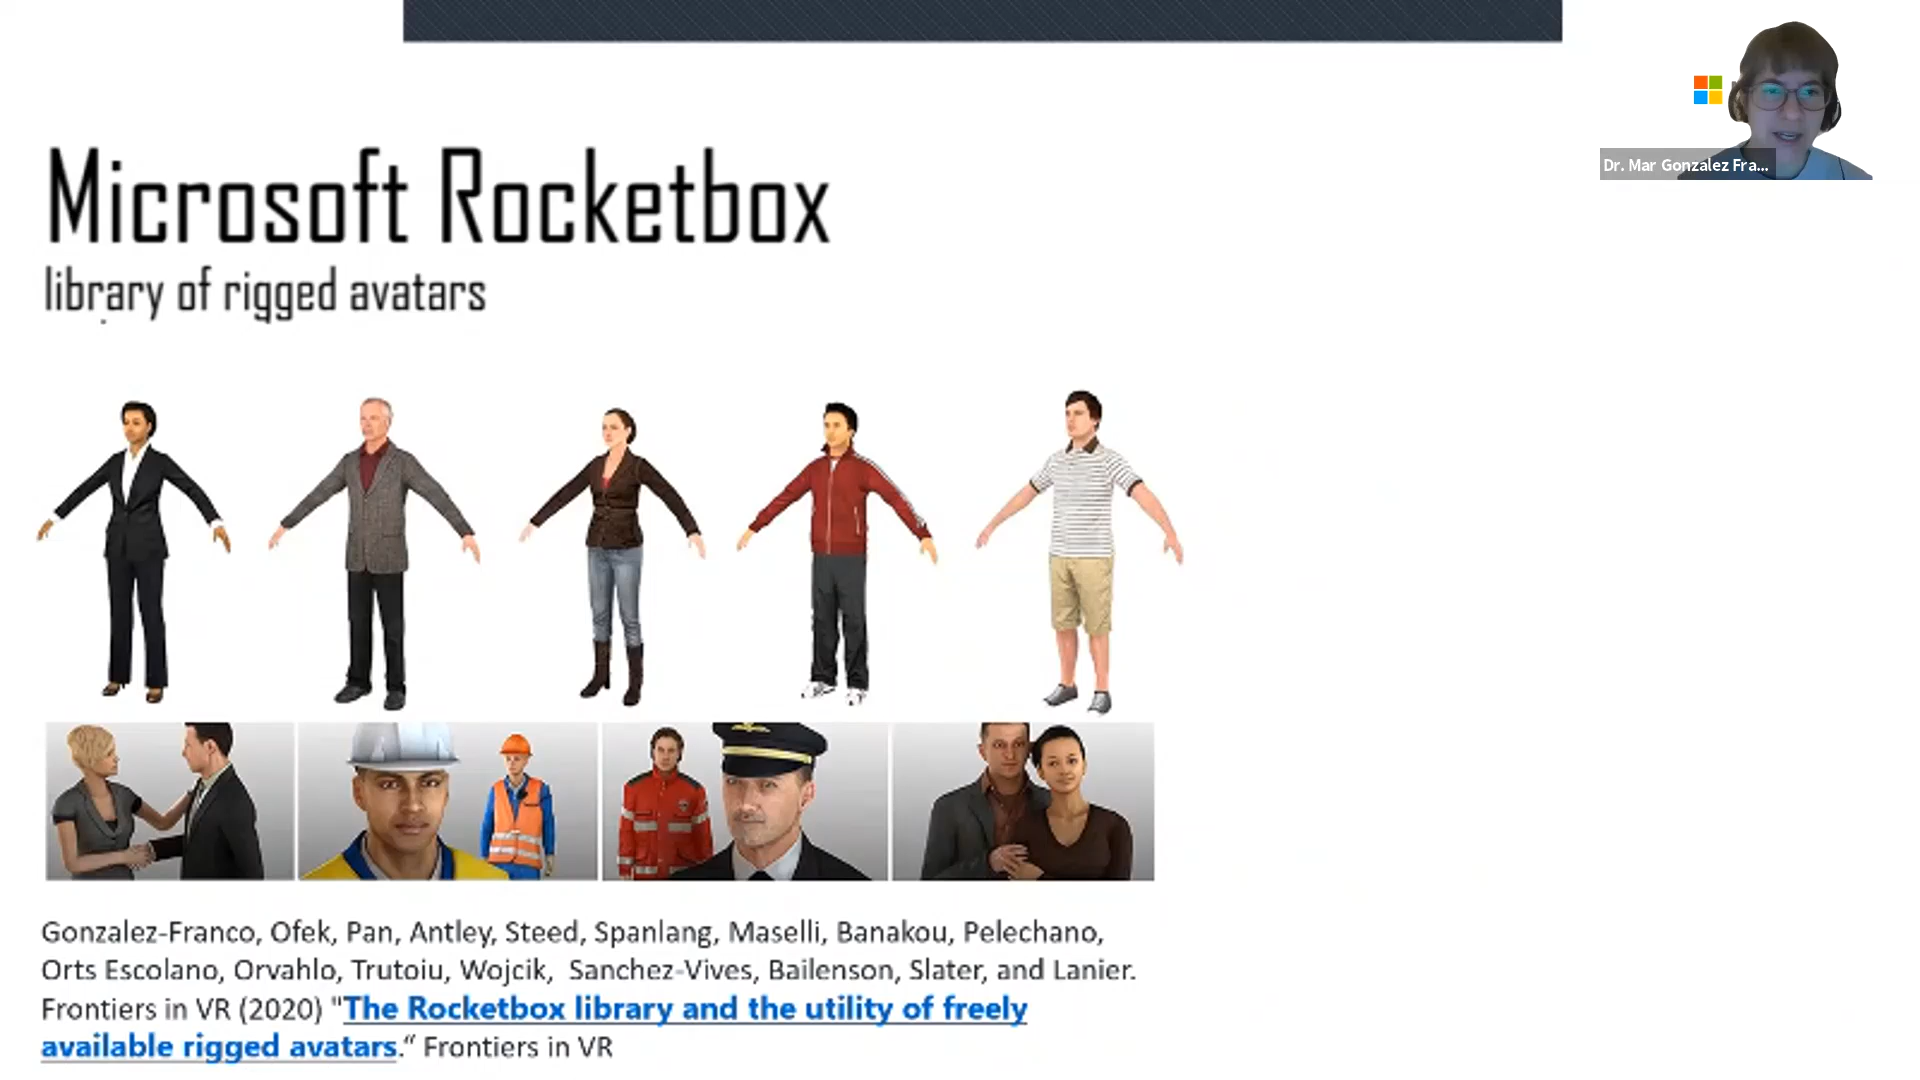 Microsoft Rocketbox
library of rigged avatars
Dr. Mar Gonzalez Fra...
Gonzalez-Franco, Ofek, Pan, Antley, Steed, Spanlang, Maselli, Banakou, Pelechano,
Orts Escolano, Orvahlo, Trutoiu, Wojcik, Sanchez-Vives, Bailenson, Slater, and Lanier.
Frontiers in VR (2020) "The Rocketbox library and the utility of freely
available rigged avatars.“ Frontiers in VR